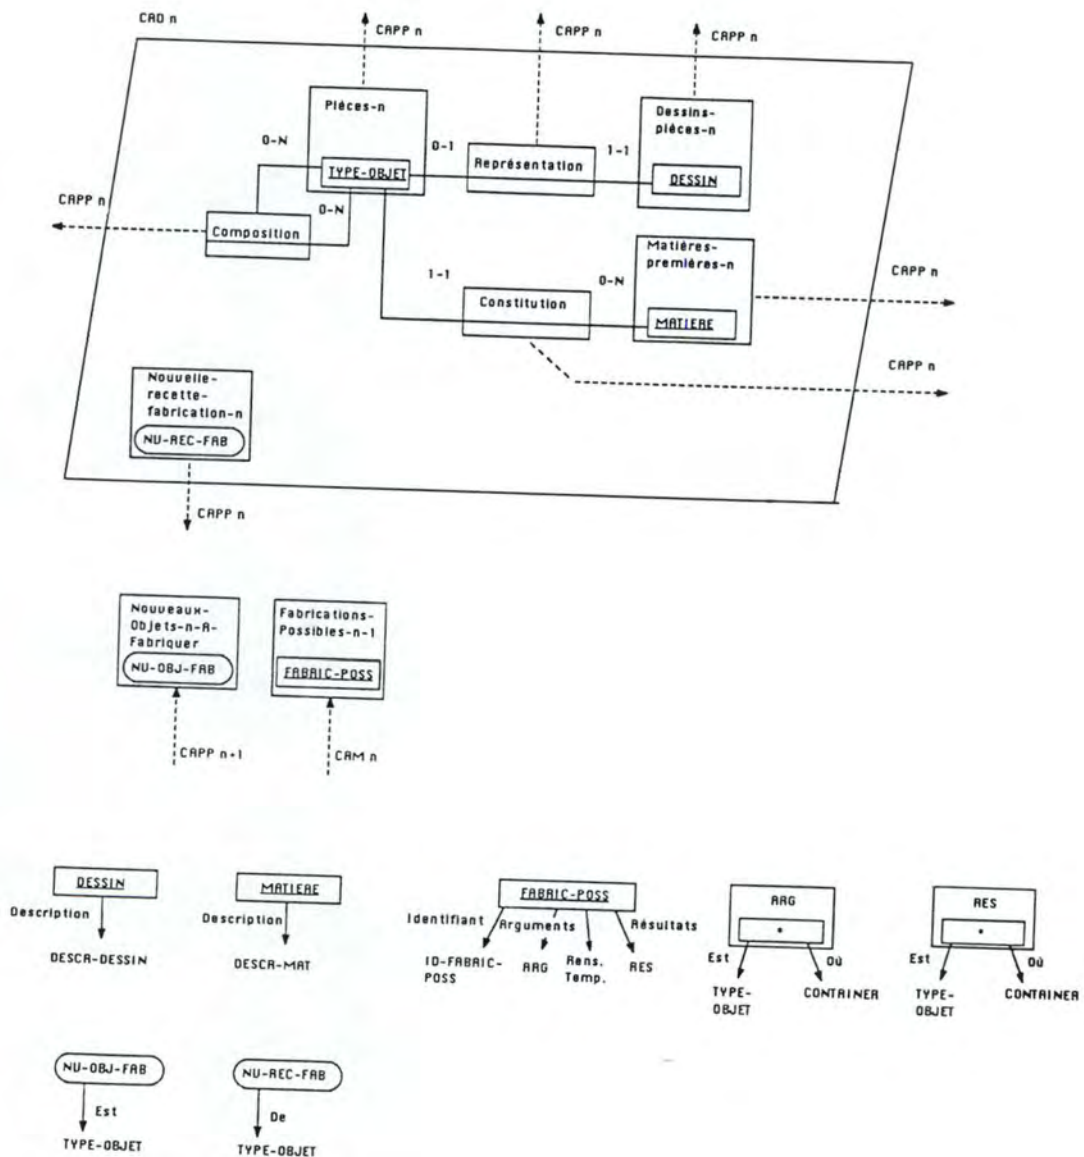 CAD n
CAPP n
CAPP n
CAPP n
Pièces-n
Dessins-
pièces-n
0-N
0-1
Représentation
1-1
TYPE-OBJET
DESSIN
CAPP n
0-N
Composition
Matières-
premières-n
1-1
0-N
CAPP n
Constitution
MATIERE
CAPP n
Nouvelle-
recette-
fabrication-n
NU-REC-FAB
CAPP n
Nouveaux-
Objets-n-A-
Fabriquer
NU-OBJ-FAB
Fabrications-
Possibles-n-1
FABRIC-POSS
CAPP n+1
CAM n
DESSIN
Description
DESCR-DESSIN
MATIERE
Description
DESCR-MAT
FABRIC-POSS
Identifiant
Arguments
Résultats
ID-FABRIC-
POSS
ARG
Rens.
Temp.
RES
ARG
*
Est
Où
TYPE-
OBJET
CONTAINER
RES
*
Est
Où
TYPE-
OBJET
CONTAINER
NU-OBJ-FAB
Est
TYPE-OBJET
NU-REC-FAB
De
TYPE-OBJET